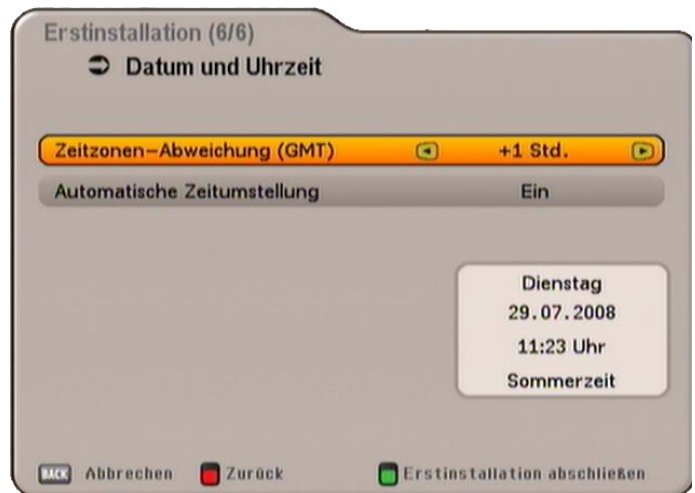 Erstinstallation (6/6)
Datum und Uhrzeit
Zeitzonen-Abweichung (GMT) +1 Std.
Automatische Zeitumstellung Ein
Dienstag
29.07.2008
11:23 Uhr
Sommerzeit
BACK Abbrechen Zurück Erstinstallation abschließen